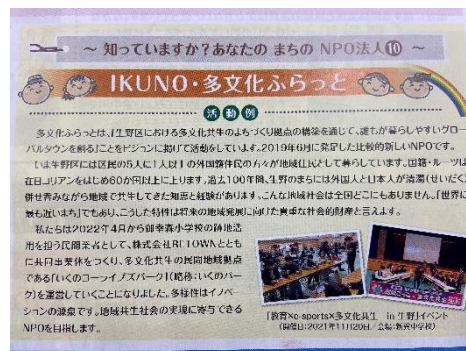 ～ 知っていますか？あなたの まちの NPO法人⑩ ～
IKUNO・多文化ふらっと
活動例
多文化ふらっとは、「生野区における多文化共生のまちづくり拠点の構築を通じて、誰もが暮らしやすいグロー
バルタウンを創る」ことをビジョンに掲げて活動をしています。2019年6月に発足した比較的新しいNPOです。
いま生野区には区民の5人に1人以上の外国籍住民の方々が地域住民として暮らしています。国籍・ルーツは
在日コリアンをはじめ60か国以上に上ります。過去100年間、生野のまちには外国人と日本人が清濁（せいだく）
併せ呑みながら地域で共生してきた知恵と経験があります。こんな地域社会は全国どこにもありません。「世界に
最も近いまち」でもあり、こうした特性は将来の地域発展に向けた貴重な社会的財産と言えます。
私たちは2022年4月から御幸森小学校の跡地活
用を担う民間業者として、株式会社RETOWNととも
に共同事業体をつくり、多文化共生の民間地域拠点
である「いくのコーライブズパーク」（略称：いくのパー
ク）を運営していくことになりました。多様性はイノベー
ションの源泉です。地域共生社会の実現に寄与できる
NPOを目指します。
「教育×e-sports×多文化共生 in 生野」イベント
（開催日：2021年11月20日／会場：新巽中学校）